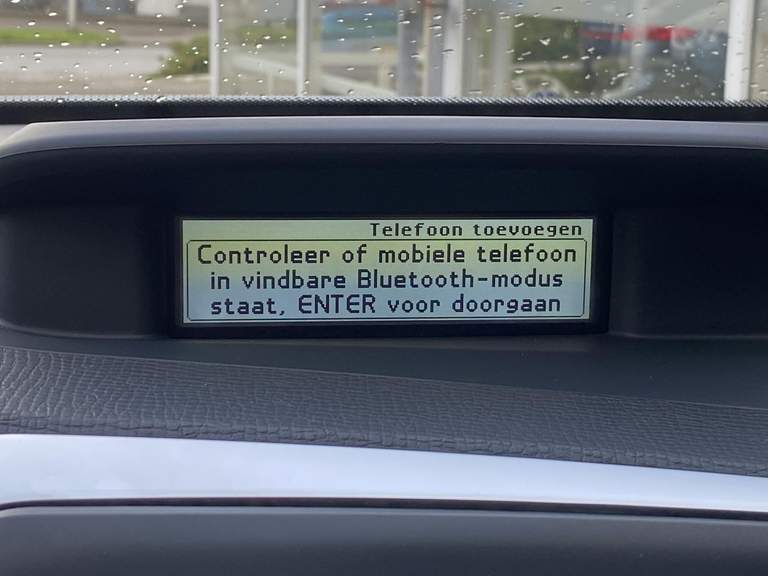 Telefoon toevoegen
Controleer of mobiele telefoon
in vindbare Bluetooth-modus
staat, ENTER voor doorgaan